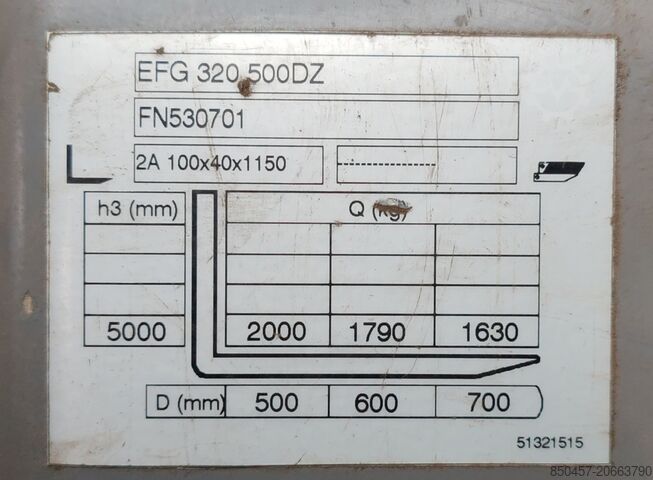 EFG 320 500DZ
FN530701
2A 100x40x1150
h3 (mm) Q (kg)
5000 2000 1790 1630
D (mm) 500 600 700
51321515
850457-20663790